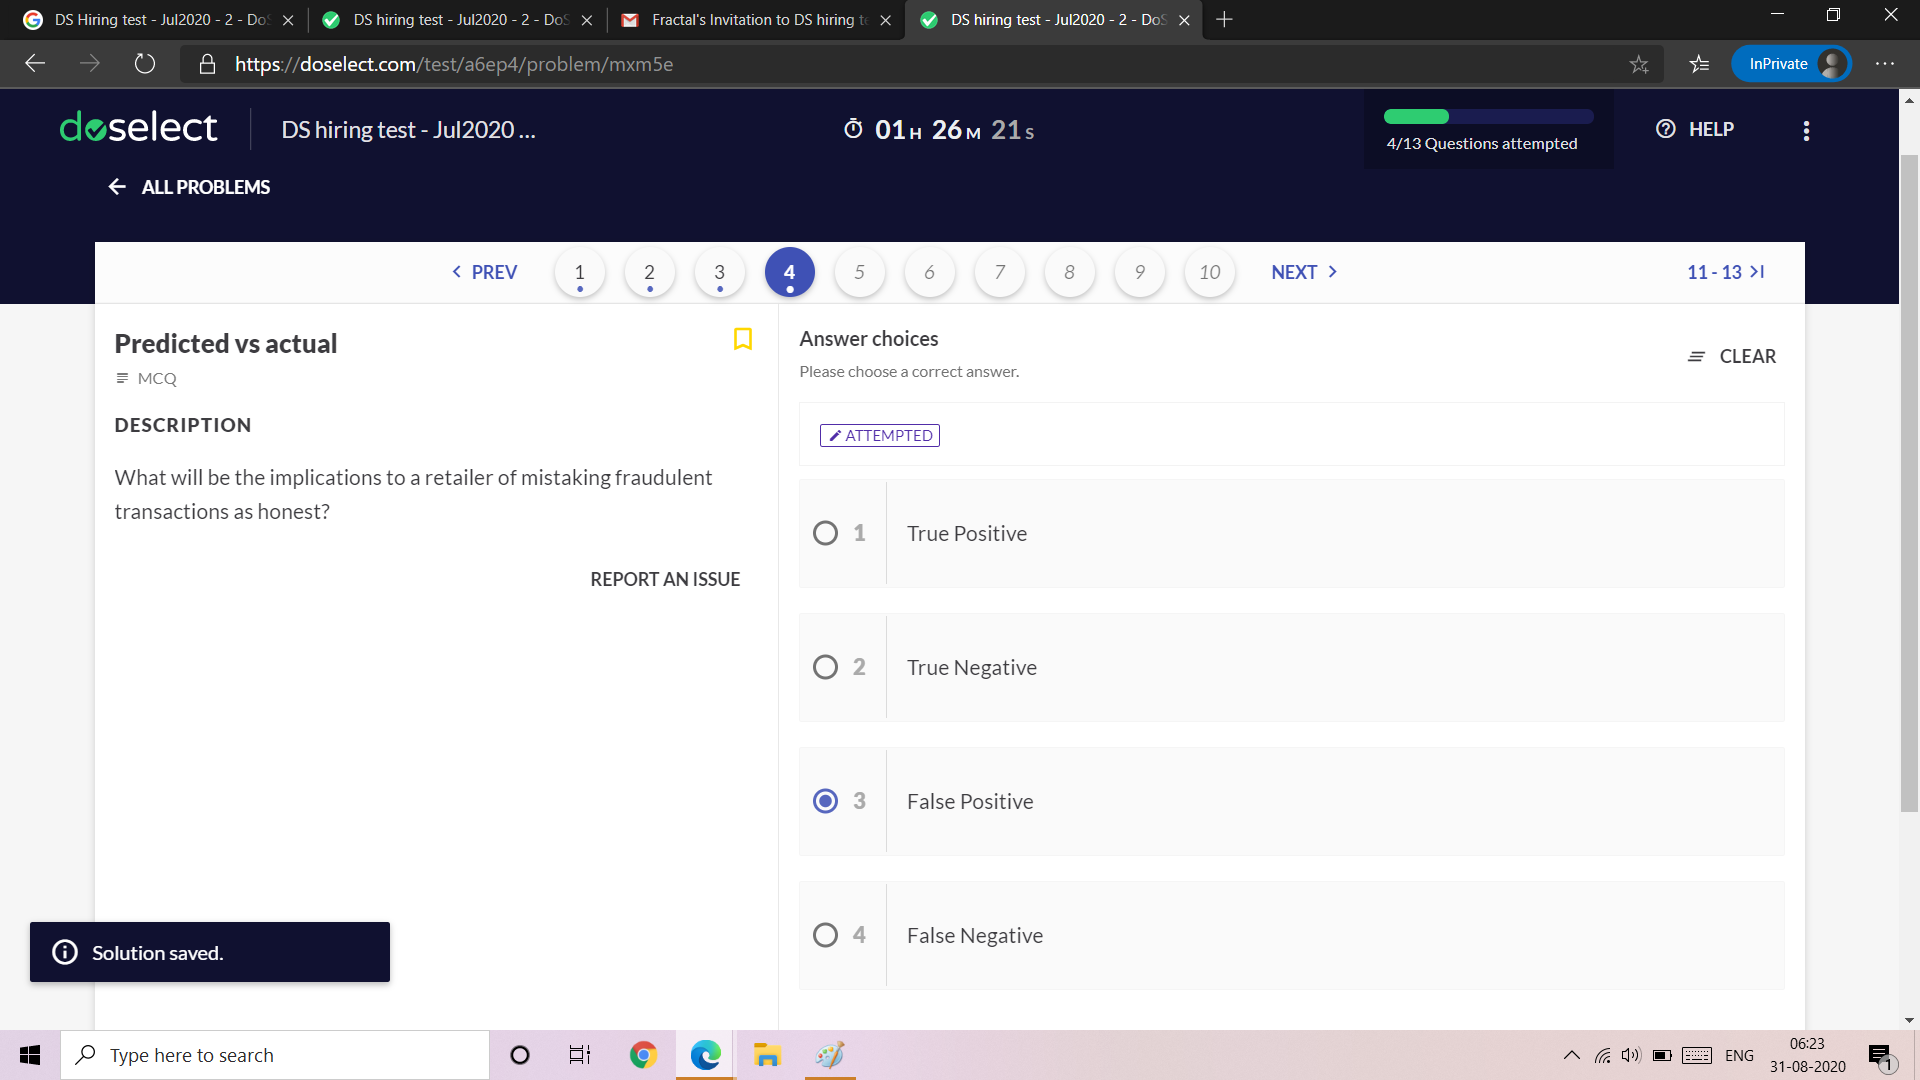 DS Hiring test - Jul2020 - 2 - DoS
DS hiring test - Jul2020 - 2 - DoS
Fractal's Invitation to DS hiring te
DS hiring test - Jul2020 - 2 - DoS
https://doselect.com/test/a6ep4/problem/mxm5e
InPrivate
doselect
DS hiring test - Jul2020 ...
01 H 26 M 21 S
4/13 Questions attempted
HELP
ALL PROBLEMS
PREV 1 2 3 4 5 6 7 8 9 10 NEXT 11 - 13
Predicted vs actual
MCQ
DESCRIPTION
What will be the implications to a retailer of mistaking fraudulent
transactions as honest?
REPORT AN ISSUE
Answer choices
Please choose a correct answer.
CLEAR
ATTEMPTED
1 True Positive
2 True Negative
3 False Positive
4 False Negative
Solution saved.
Type here to search
ENG
06:23
31-08-2020
1